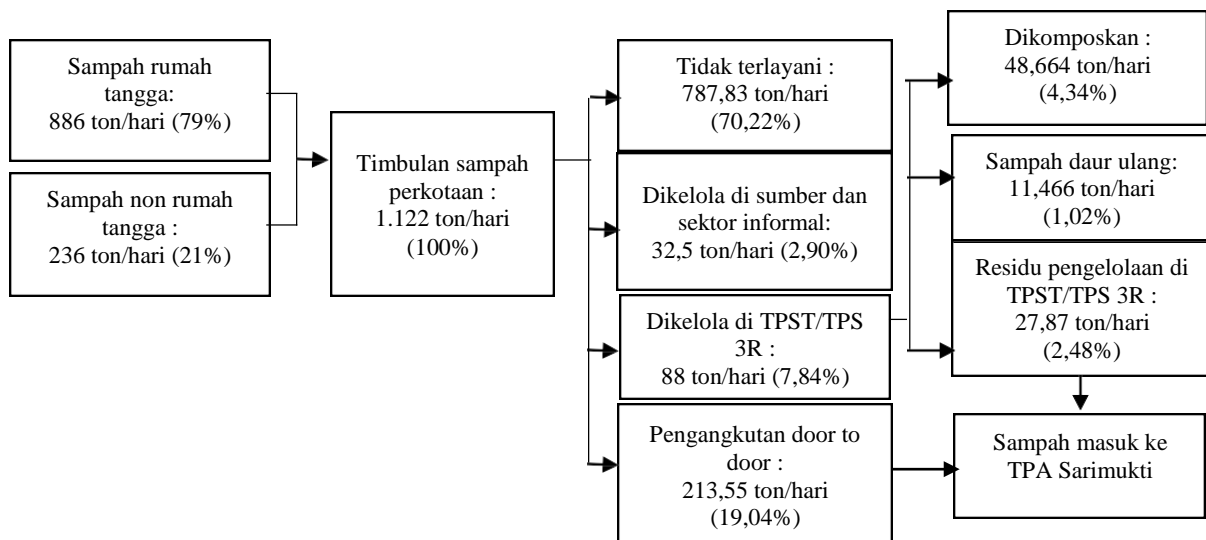 Sampah rumah
tangga:
886 ton/hari (79%)
Sampah non rumah
tangga :
236 ton/hari (21%)
Timbulan sampah
perkotaan :
1.122 ton/hari
(100%)
Tidak terlayani :
787,83 ton/hari
(70,22%)
Dikelola di sumber dan
sektor informal:
32,5 ton/hari (2,90%)
Dikelola di TPST/TPS
3R :
88 ton/hari (7,84%)
Pengangkutan door to
door :
213,55 ton/hari
(19,04%)
Dikomposkan :
48,664 ton/hari
(4,34%)
Sampah daur ulang:
11,466 ton/hari
(1,02%)
Residu pengelolaan di
TPST/TPS 3R :
27,87 ton/hari
(2,48%)
Sampah masuk ke
TPA Sarimukti